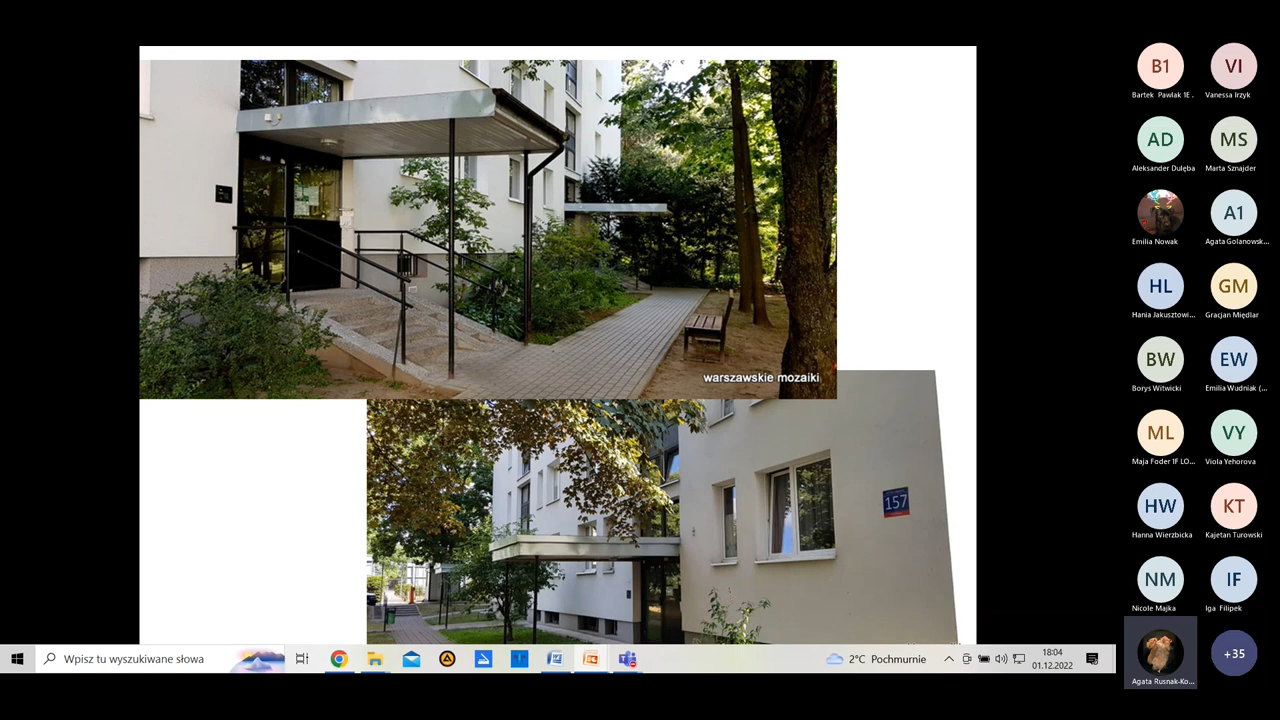 warszawskie mozaiki
157
Wpisz tu wyszukiwane słowa
2°C Pochmurnie
18:04
01.12.2022
B1
VI
Bartek Pawlak 1E .
Vanessa Irzyk
AD
MS
Aleksander Dulęba
Marta Sznajder
A1
Emilia Nowak
Agata Golanowsk...
HL
GM
Hania Jakusztowi...
Gracjan Międlar
BW
EW
Borys Witwicki
Emilia Wudniak (...
ML
VY
Maja Foder 1F LO...
Viola Yehorova
HW
KT
Hanna Wierzbicka
Kajetan Turowski
NM
IF
Nicole Majka
Iga Filipek
+35
Agata Rusnak-Ko...